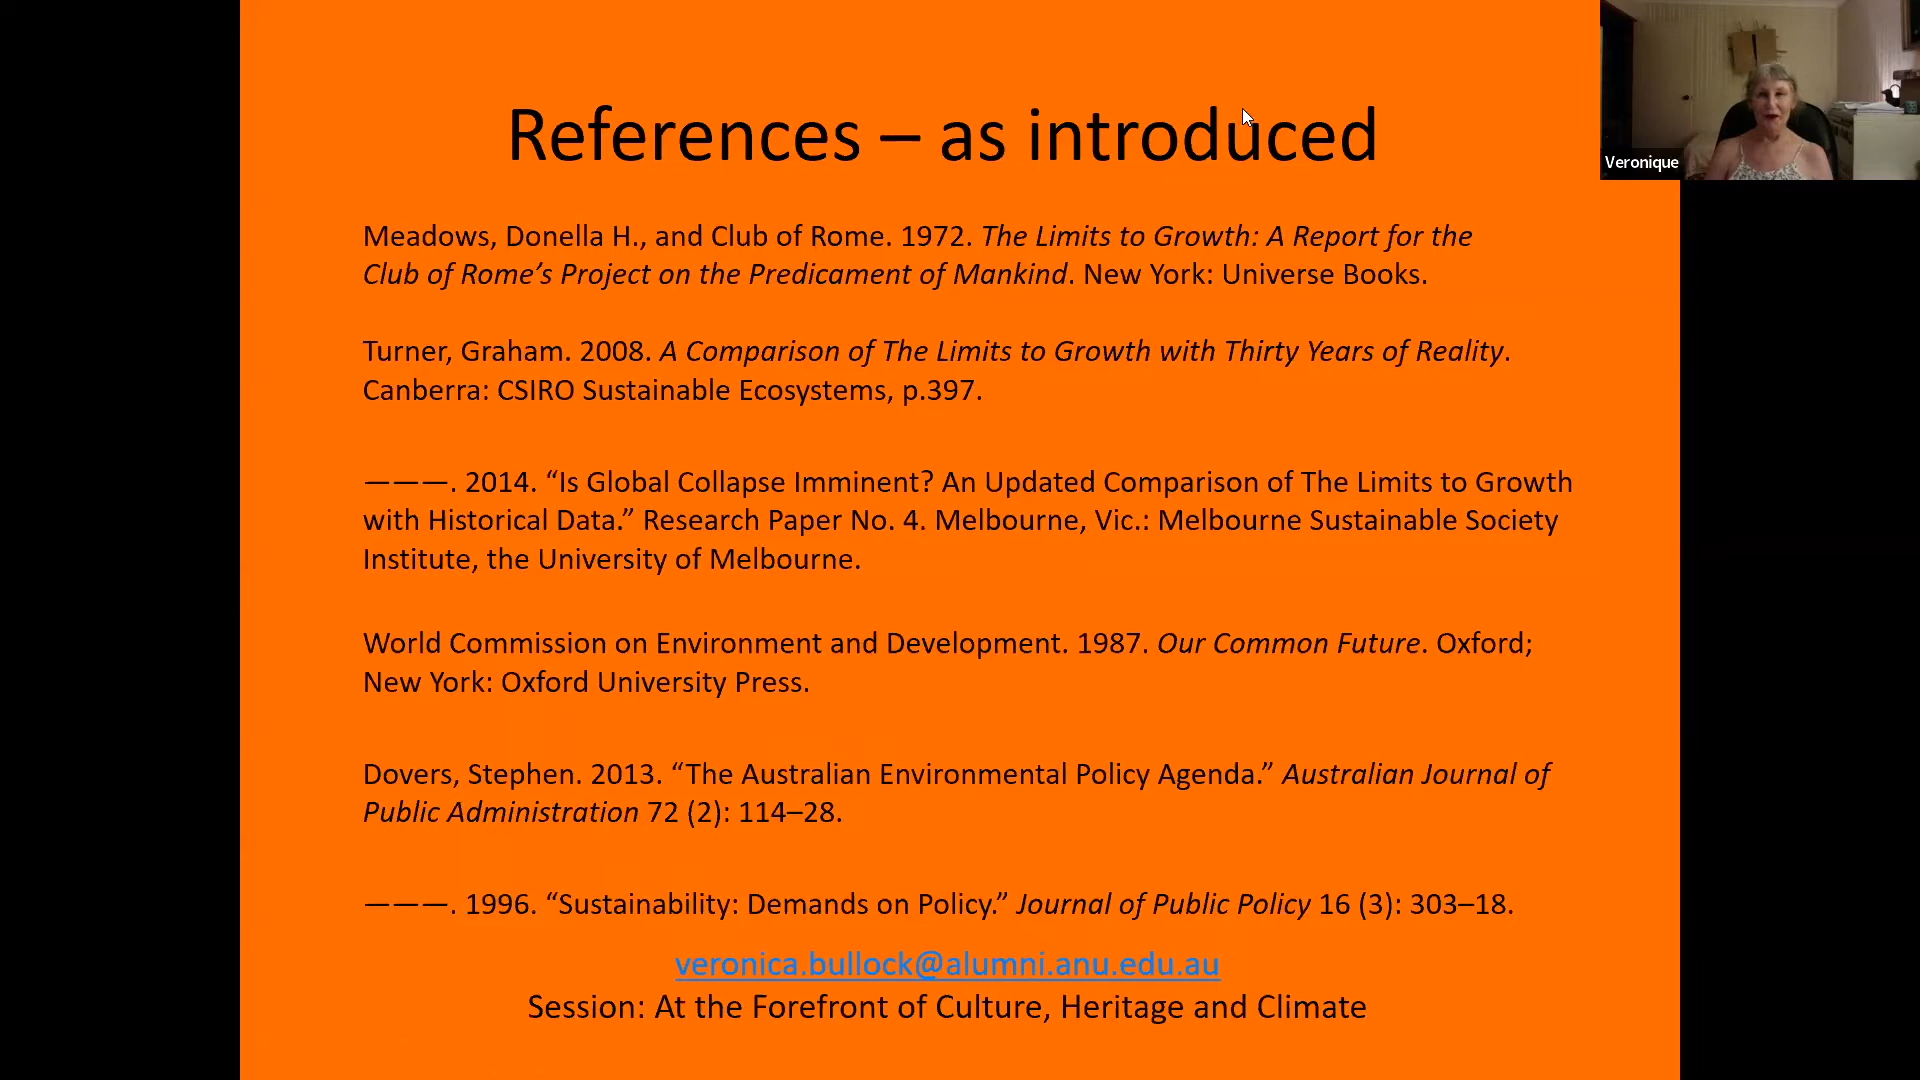 References – as introduced
Veronique
Meadows, Donella H., and Club of Rome. 1972. The Limits to Growth: A Report for the
Club of Rome’s Project on the Predicament of Mankind. New York: Universe Books.
Turner, Graham. 2008. A Comparison of The Limits to Growth with Thirty Years of Reality.
Canberra: CSIRO Sustainable Ecosystems, p.397.
———. 2014. “Is Global Collapse Imminent? An Updated Comparison of The Limits to Growth
with Historical Data.” Research Paper No. 4. Melbourne, Vic.: Melbourne Sustainable Society
Institute, the University of Melbourne.
World Commission on Environment and Development. 1987. Our Common Future. Oxford;
New York: Oxford University Press.
Dovers, Stephen. 2013. “The Australian Environmental Policy Agenda.” Australian Journal of
Public Administration 72 (2): 114–28.
———. 1996. “Sustainability: Demands on Policy.” Journal of Public Policy 16 (3): 303–18.
veronica.bullock@alumni.anu.edu.au
Session: At the Forefront of Culture, Heritage and Climate